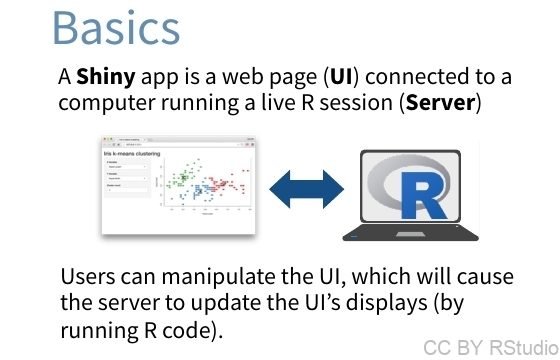 Basics
A Shiny app is a web page (UI) connected to a
computer running a live R session (Server)
Iris k-means clustering
R
Users can manipulate the UI, which will cause
the server to update the UI’s displays (by
running R code).
CC BY RStudio